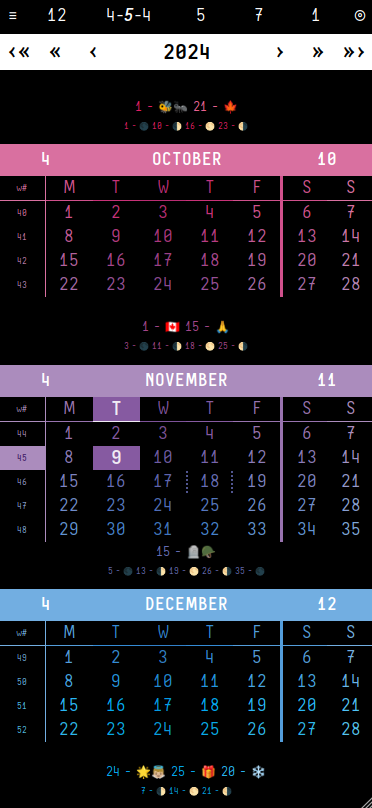 ≡ 12 4-5-4 5 7 1 ◎
‹« « ‹ 2024 › » »›
1 - 🐝🕷️ 21 - 🍁
1 - 🌑 10 - 🌓 16 - 🌕 23 - 🌗
4 OCTOBER 10
w# M T W T F S S
40 1 2 3 4 5 6 7
41 8 9 10 11 12 13 14
42 15 16 17 18 19 20 21
43 22 23 24 25 26 27 28
1 - 🇨🇦 15 - 🙏
3 - 🌑 11 - 🌓 18 - 🌕 25 - 🌗
4 NOVEMBER 11
w# M T W T F S S
44 1 2 3 4 5 6 7
45 8 9 10 11 12 13 14
46 15 16 17 18 19 20 21
47 22 23 24 25 26 27 28
48 29 30 31 32 33 34 35
15 - 🪦🪖
5 - 🌑 13 - 🌓 19 - 🌕 26 - 🌗 35 - 🌑
4 DECEMBER 12
w# M T W T F S S
49 1 2 3 4 5 6 7
50 8 9 10 11 12 13 14
51 15 16 17 18 19 20 21
52 22 23 24 25 26 27 28
24 - 🌟👼 25 - 🎁 20 - ❄️
7 - 🌓 14 - 🌕 21 - 🌗